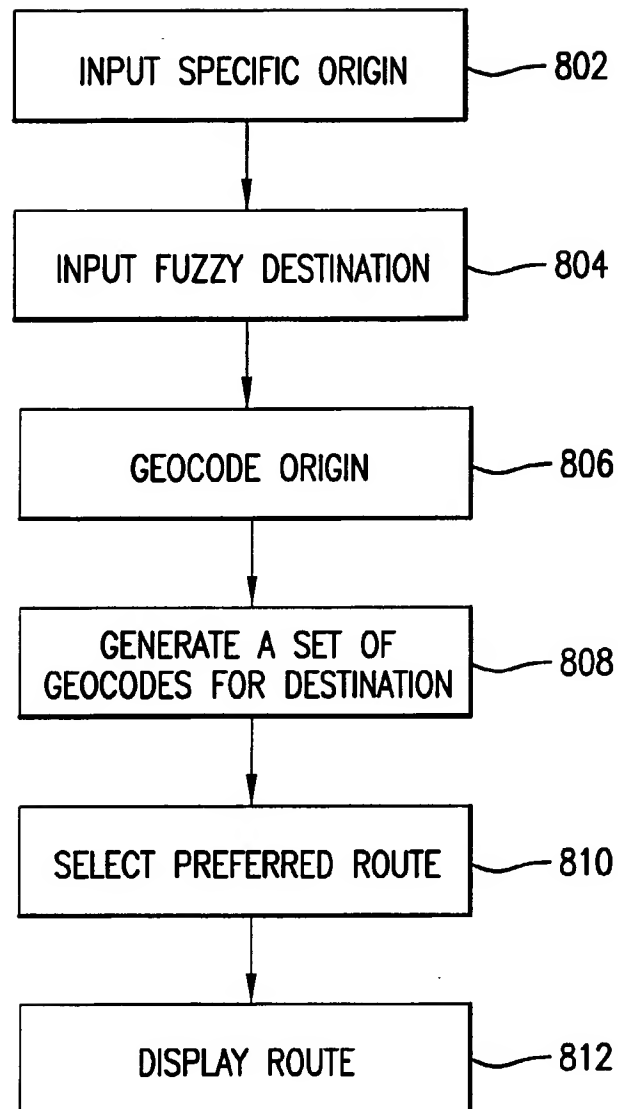 INPUT SPECIFIC ORIGIN 802
INPUT FUZZY DESTINATION 804
GEOCODE ORIGIN 806
GENERATE A SET OF
GEOCODES FOR DESTINATION 808
SELECT PREFERRED ROUTE 810
DISPLAY ROUTE 812